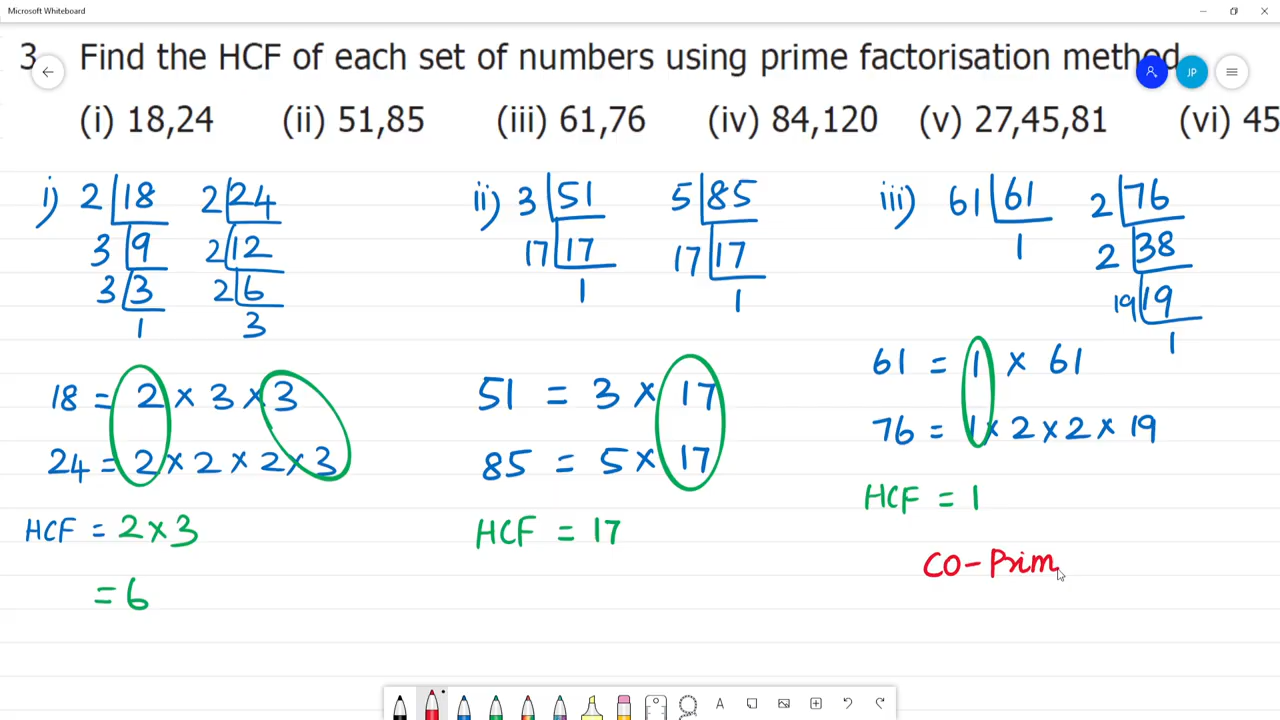 Microsoft Whiteboard
3 Find the HCF of each set of numbers using prime factorisation method
JP
(i) 18,24 (ii) 51,85 (iii) 61,76 (iv) 84,120 (v) 27,45,81 (vi) 45
i) 2 18 2 24
3 9 2 12
3 3 2 6
1 3
18 = 2 × 3 × 3
24 = 2 × 2 × 2 × 3
HCF = 2 × 3
= 6
ii) 3 51 5 85
17 17 17 17
1 1
51 = 3 × 17
85 = 5 × 17
HCF = 17
iii) 61 61 2 76
1 2 38
19 19
1
61 = 1 × 61
76 = 1 × 2 × 2 × 19
HCF = 1
CO-Prim
A